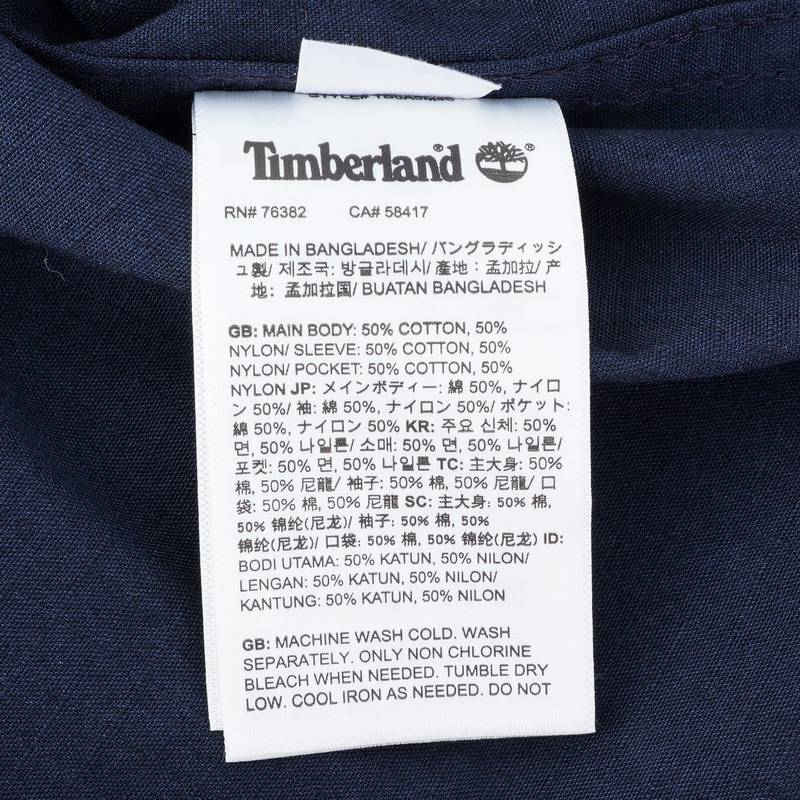 Timberland®
RN# 76382 CA# 58417
MADE IN BANGLADESH/ バングラディッシ
ュ製/ 제조국: 방글라데시/ 產地: 孟加拉/ 产
地: 孟加拉国/ BUATAN BANGLADESH
GB: MAIN BODY: 50% COTTON, 50%
NYLON/ SLEEVE: 50% COTTON, 50%
NYLON/ POCKET: 50% COTTON, 50%
NYLON JP: メインボディー: 綿 50%, ナイロ
ン 50%/ 袖: 綿 50%, ナイロン 50%/ ポケット:
綿 50%, ナイロン 50% KR: 주요 신체: 50%
면, 50% 나일론/ 소매: 50% 면, 50% 나일론/
포켓: 50% 면, 50% 나일론 TC: 主大身: 50%
棉, 50% 尼龍/ 袖子: 50% 棉, 50% 尼龍/ 口
袋: 50% 棉, 50% 尼龍 SC: 主大身: 50% 棉,
50% 锦纶(尼龙)/ 袖子: 50% 棉, 50%
锦纶(尼龙)/ 口袋: 50% 棉, 50% 锦纶(尼龙) ID:
BODI UTAMA: 50% KATUN, 50% NILON/
LENGAN: 50% KATUN, 50% NILON/
KANTUNG: 50% KATUN, 50% NILON
GB: MACHINE WASH COLD. WASH
SEPARATELY. ONLY NON CHLORINE
BLEACH WHEN NEEDED. TUMBLE DRY
LOW. COOL IRON AS NEEDED. DO NOT